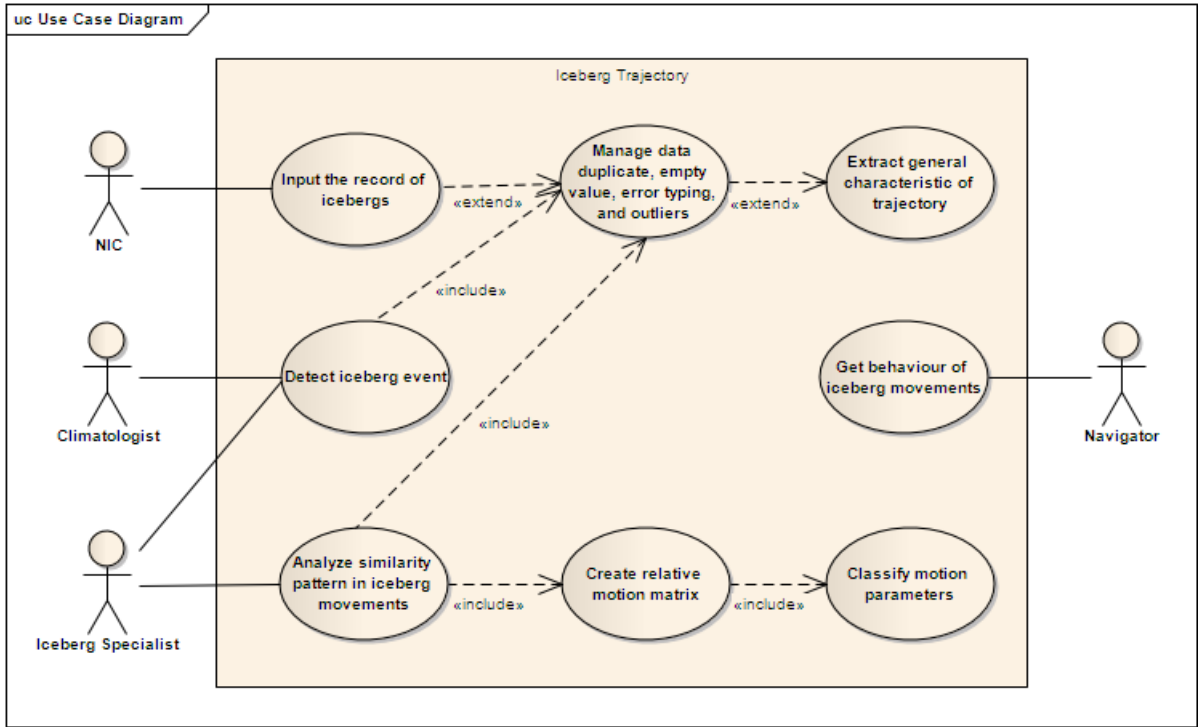 uc Use Case Diagram
Iceberg Trajectory
NIC
Input the record of
icebergs
«extend»
Manage data
duplicate, empty
value, error typing,
and outliers
«extend»
Extract general
characteristic of
trajectory
«include»
Climatologist
Detect iceberg event
«include»
Get behaviour of
iceberg movements
Navigator
Iceberg Specialist
Analyze similarity
pattern in iceberg
movements
«include»
Create relative
motion matrix
«include»
Classify motion
parameters